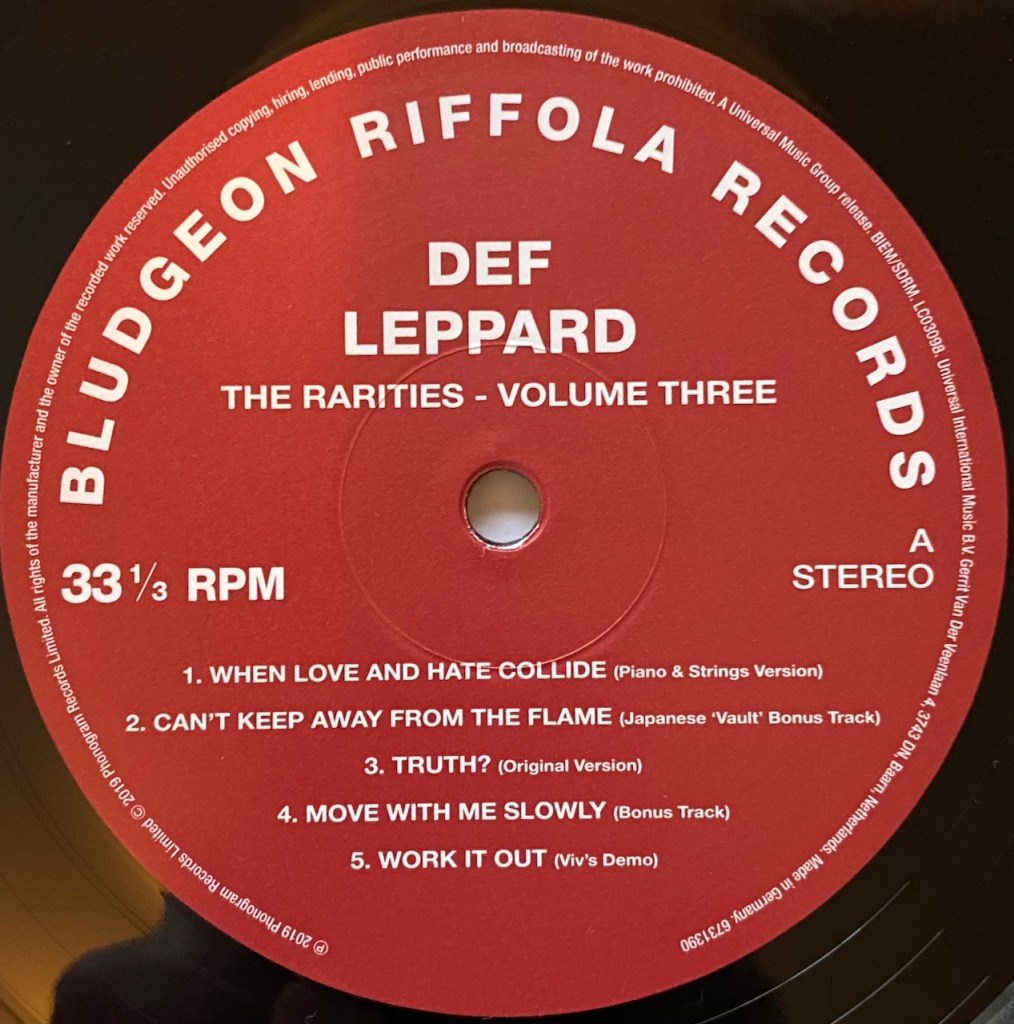 ℗ 2019 Phonogram Records Limited © 2019 Phonogram Records Limited. All rights of the manufacturer and the owner of the recorded work reserved. Unauthorised copying, hiring, lending, public performance and broadcasting of the work prohibited. A Universal Music Group release. BIEM/SDRM. LC03098. Universal International Music B.V. Gerrit Van Der Veenlaan 4, 3743 DN, Baarn, Netherlands. Made in Germany. 6731390
BLUDGEON RIFFOLA RECORDS
DEF
LEPPARD
THE RARITIES - VOLUME THREE
A
33 1/3 RPM
STEREO
1. WHEN LOVE AND HATE COLLIDE (Piano & Strings Version)
2. CAN'T KEEP AWAY FROM THE FLAME (Japanese 'Vault' Bonus Track)
3. TRUTH? (Original Version)
4. MOVE WITH ME SLOWLY (Bonus Track)
5. WORK IT OUT (Viv's Demo)